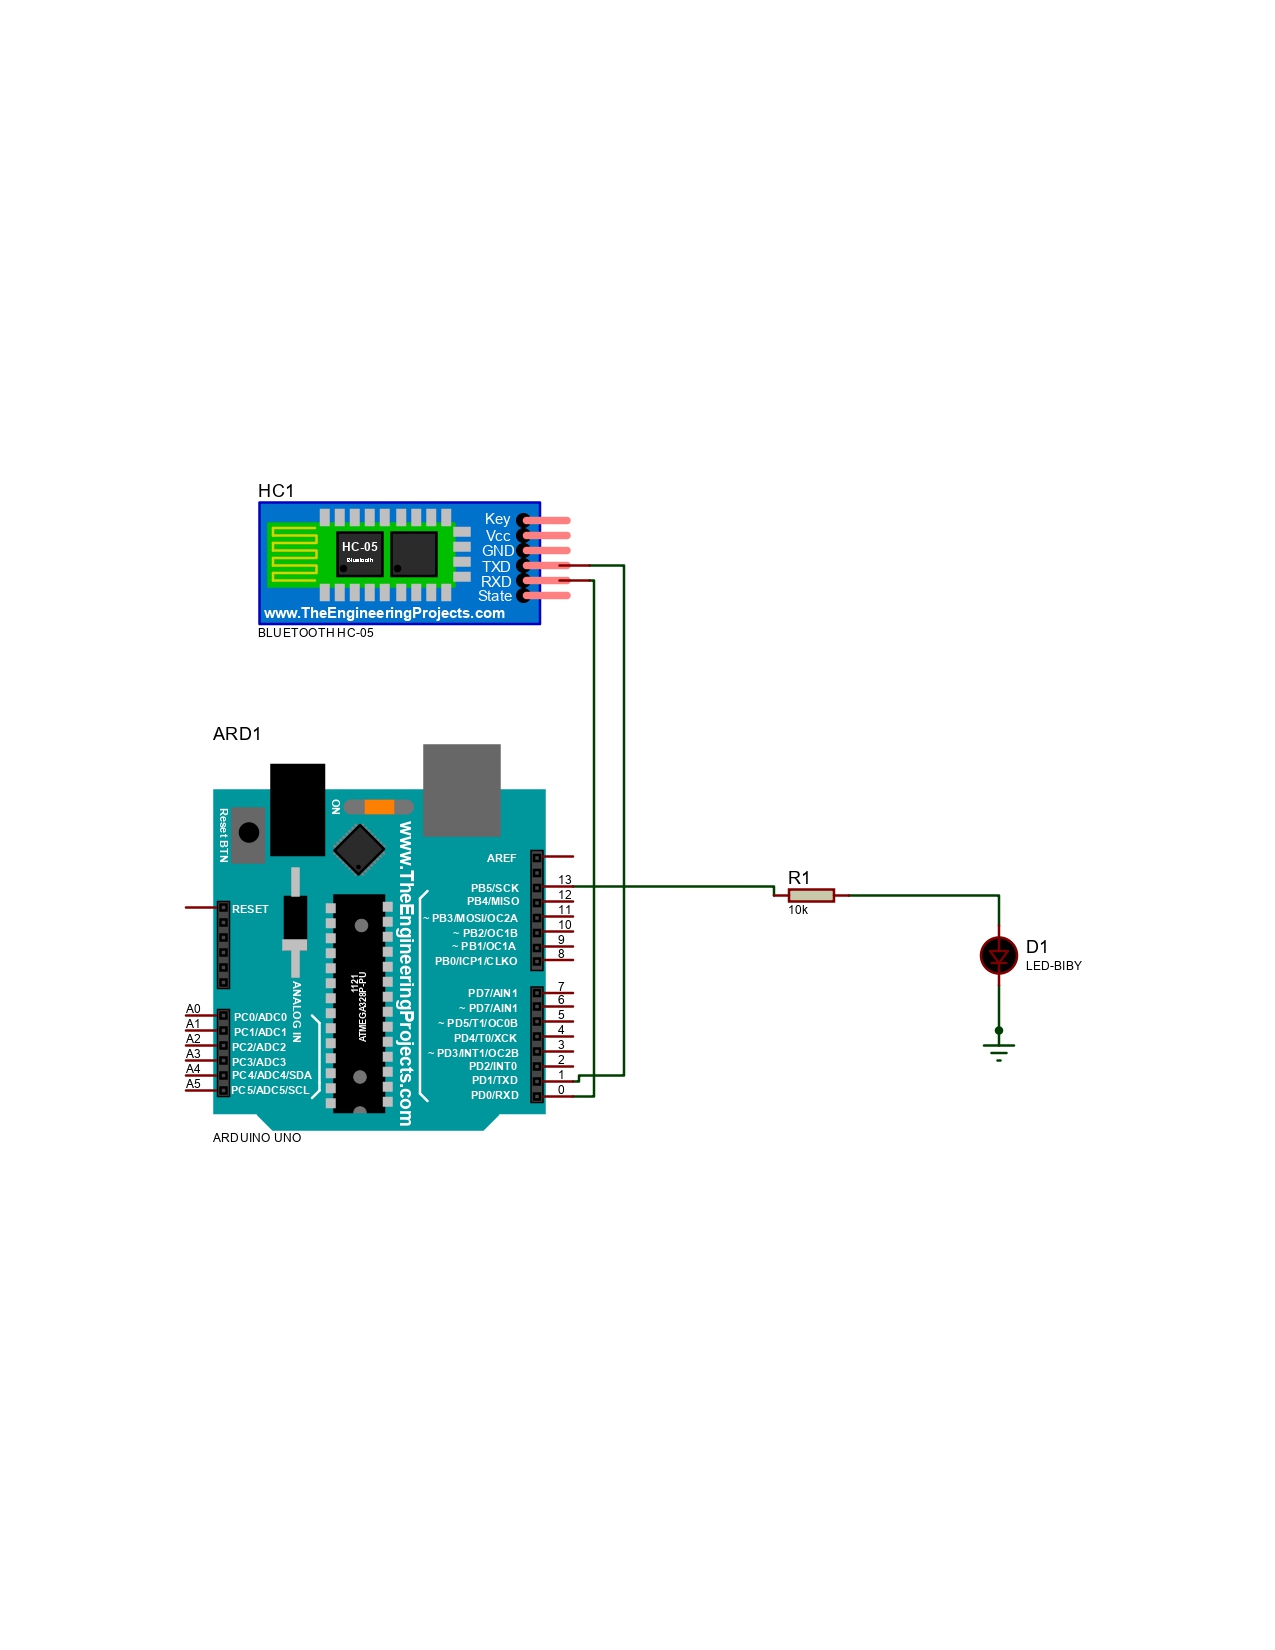 HC1
Key
Vcc
GND
TXD
RXD
State
HC-05
Bluetooth
www.TheEngineeringProjects.com
BLUETOOTH HC-05
ARD1
Reset BTN
ON
www.TheEngineeringProjects.com
AREF
PB5/SCK 13
PB4/MISO 12
~ PB3/MOSI/OC2A 11
~ PB2/OC1B 10
~ PB1/OC1A 9
PB0/ICP1/CLKO 8
PD7/AIN1 7
~ PD7/AIN1 6
~ PD5/T1/OC0B 5
PD4/T0/XCK 4
~ PD3/INT1/OC2B 3
PD2/INT0 2
PD1/TXD 1
PD0/RXD 0
RESET
ANALOG IN
1121
ATMEGA328P-PU
A0 PC0/ADC0
A1 PC1/ADC1
A2 PC2/ADC2
A3 PC3/ADC3
A4 PC4/ADC4/SDA
A5 PC5/ADC5/SCL
ARDUINO UNO
R1
10k
D1
LED-BIBY